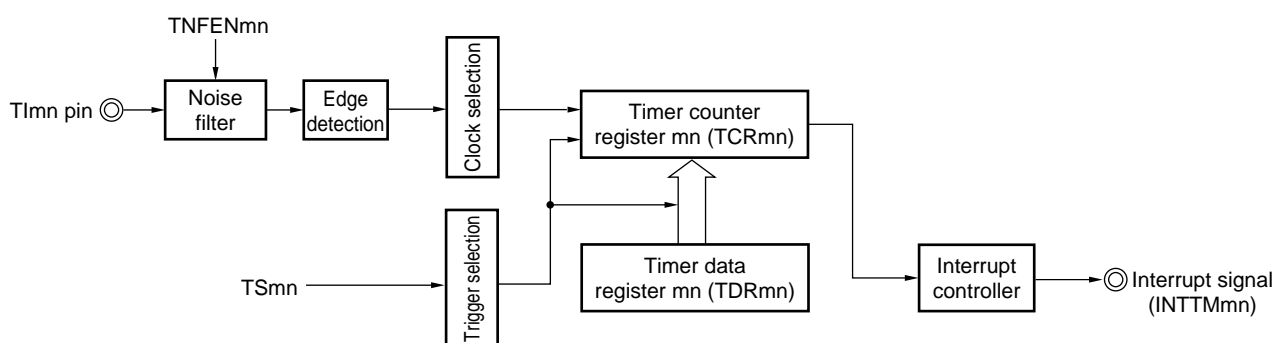 TNFENmn
TImn pin
Noise
filter
Edge
detection
Clock selection
Timer counter
register mn (TCRmn)
TSmn
Trigger selection
Timer data
register mn (TDRmn)
Interrupt
controller
Interrupt signal
(INTTMmn)